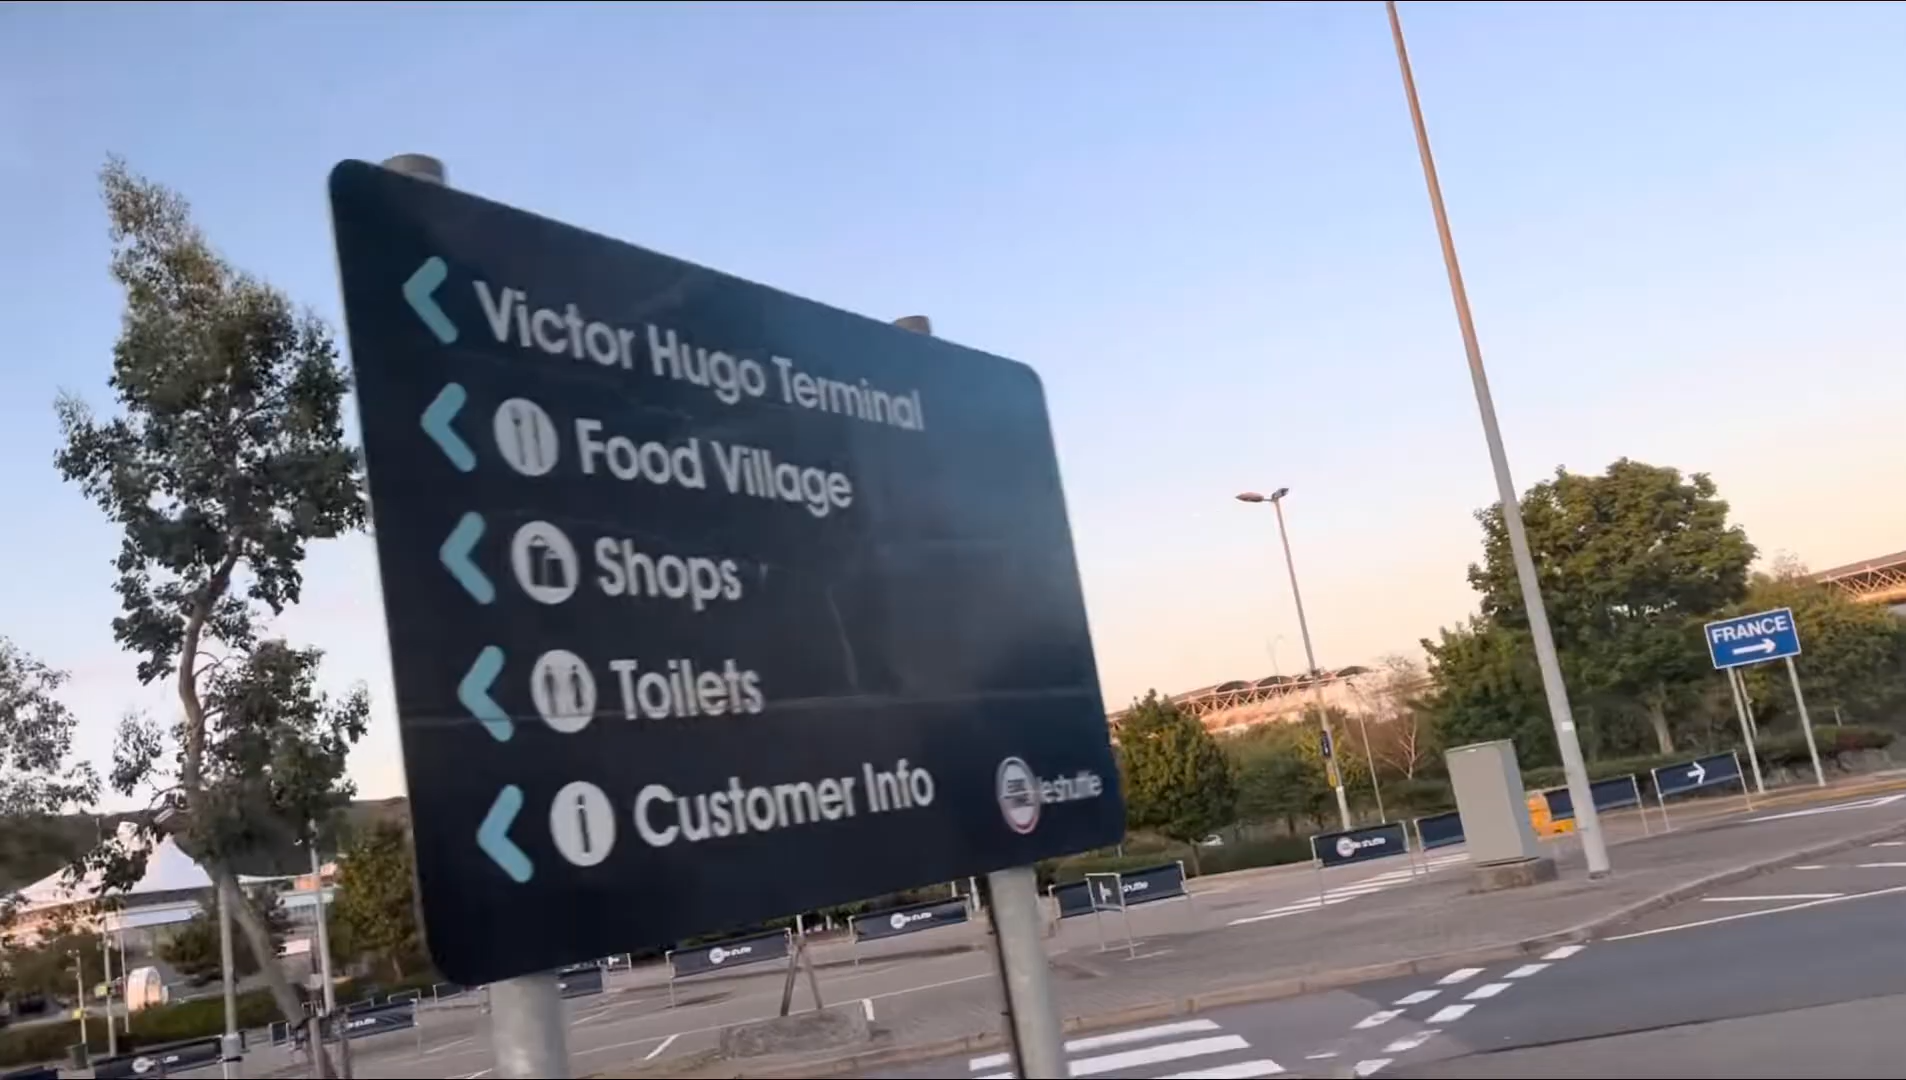 Victor Hugo Terminal
Food Village
Shops
Toilets
Customer Info
leshuttle
FRANCE